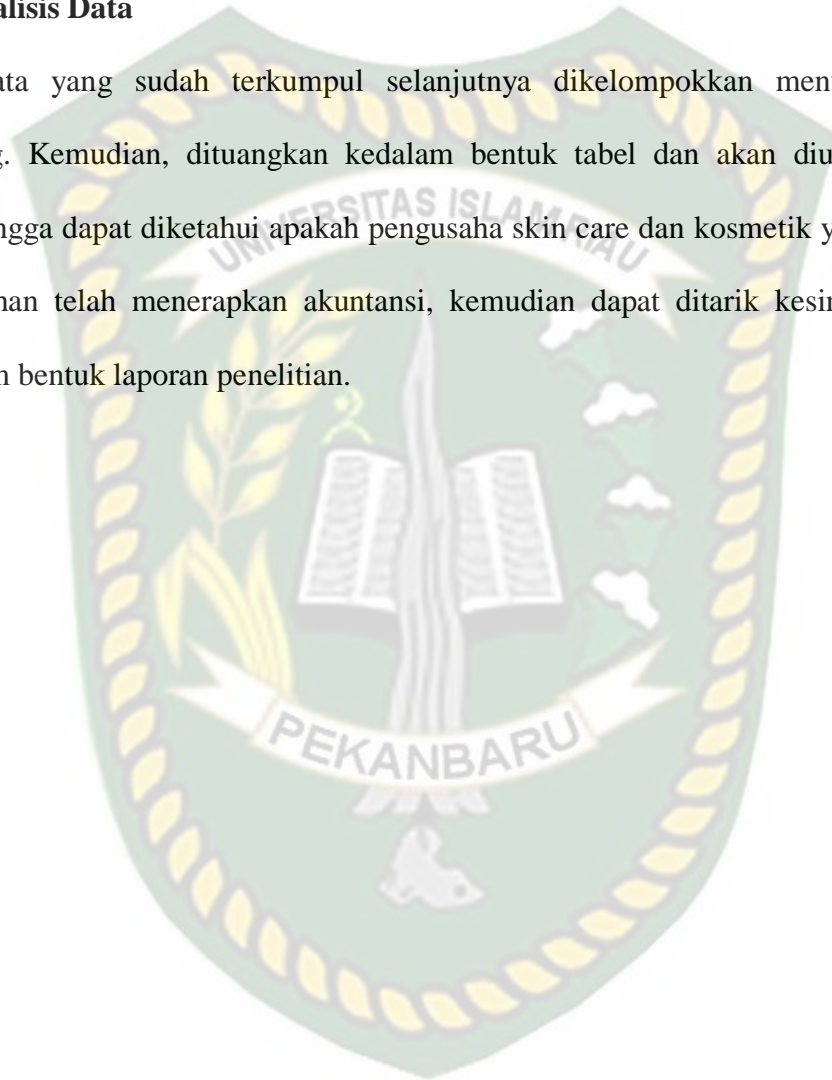 alisis Data
ata yang sudah terkumpul selanjutnya dikelompokkan ment
g. Kemudian, dituangkan kedalam bentuk tabel dan akan diu
ngga dapat diketahui apakah pengusaha skin care dan kosmetik y
nan telah menerapkan akuntansi, kemudian dapat ditarik kesin
n bentuk laporan penelitian.
UNIVERSITAS ISLAM RIAU
PEKANBARU